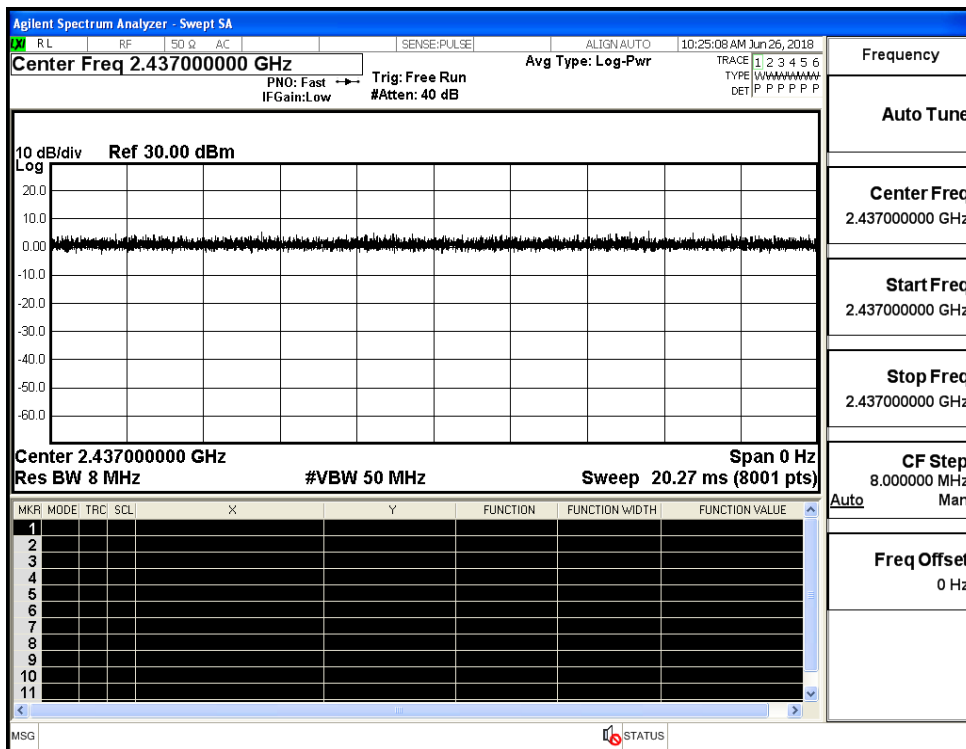 Agilent Spectrum Analyzer - Swept SA
LXI RL RF 50 Ω AC SENSE:PULSE ALIGN AUTO 10:25:08 AM Jun 26, 2018
Center Freq 2.437000000 GHz
PNO: Fast
IFGain:Low
Trig: Free Run
#Atten: 40 dB
Avg Type: Log-Pwr
TRACE 1 2 3 4 5 6
TYPE WWWWWW
DET P P P P P P
10 dB/div Ref 30.00 dBm
Log
20.0
10.0
0.00
-10.0
-20.0
-30.0
-40.0
-50.0
-60.0
Center 2.437000000 GHz Span 0 Hz
Res BW 8 MHz #VBW 50 MHz Sweep 20.27 ms (8001 pts)
MKR MODE TRC SCL X Y FUNCTION FUNCTION WIDTH FUNCTION VALUE
1
2
3
4
5
6
7
8
9
10
11
MSG STATUS
Frequency
Auto Tune
Center Freq
2.437000000 GHz
Start Freq
2.437000000 GHz
Stop Freq
2.437000000 GHz
CF Step
8.000000 MHz
Auto Man
Freq Offset
0 Hz